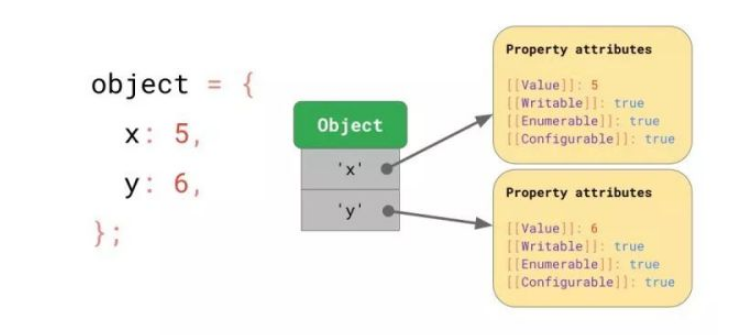 object = {
x: 5,
y: 6,
};
Object
'x'
'y'
Property attributes
[[Value]]: 5
[[Writable]]: true
[[Enumerable]]: true
[[Configurable]]: true
Property attributes
[[Value]]: 6
[[Writable]]: true
[[Enumerable]]: true
[[Configurable]]: true